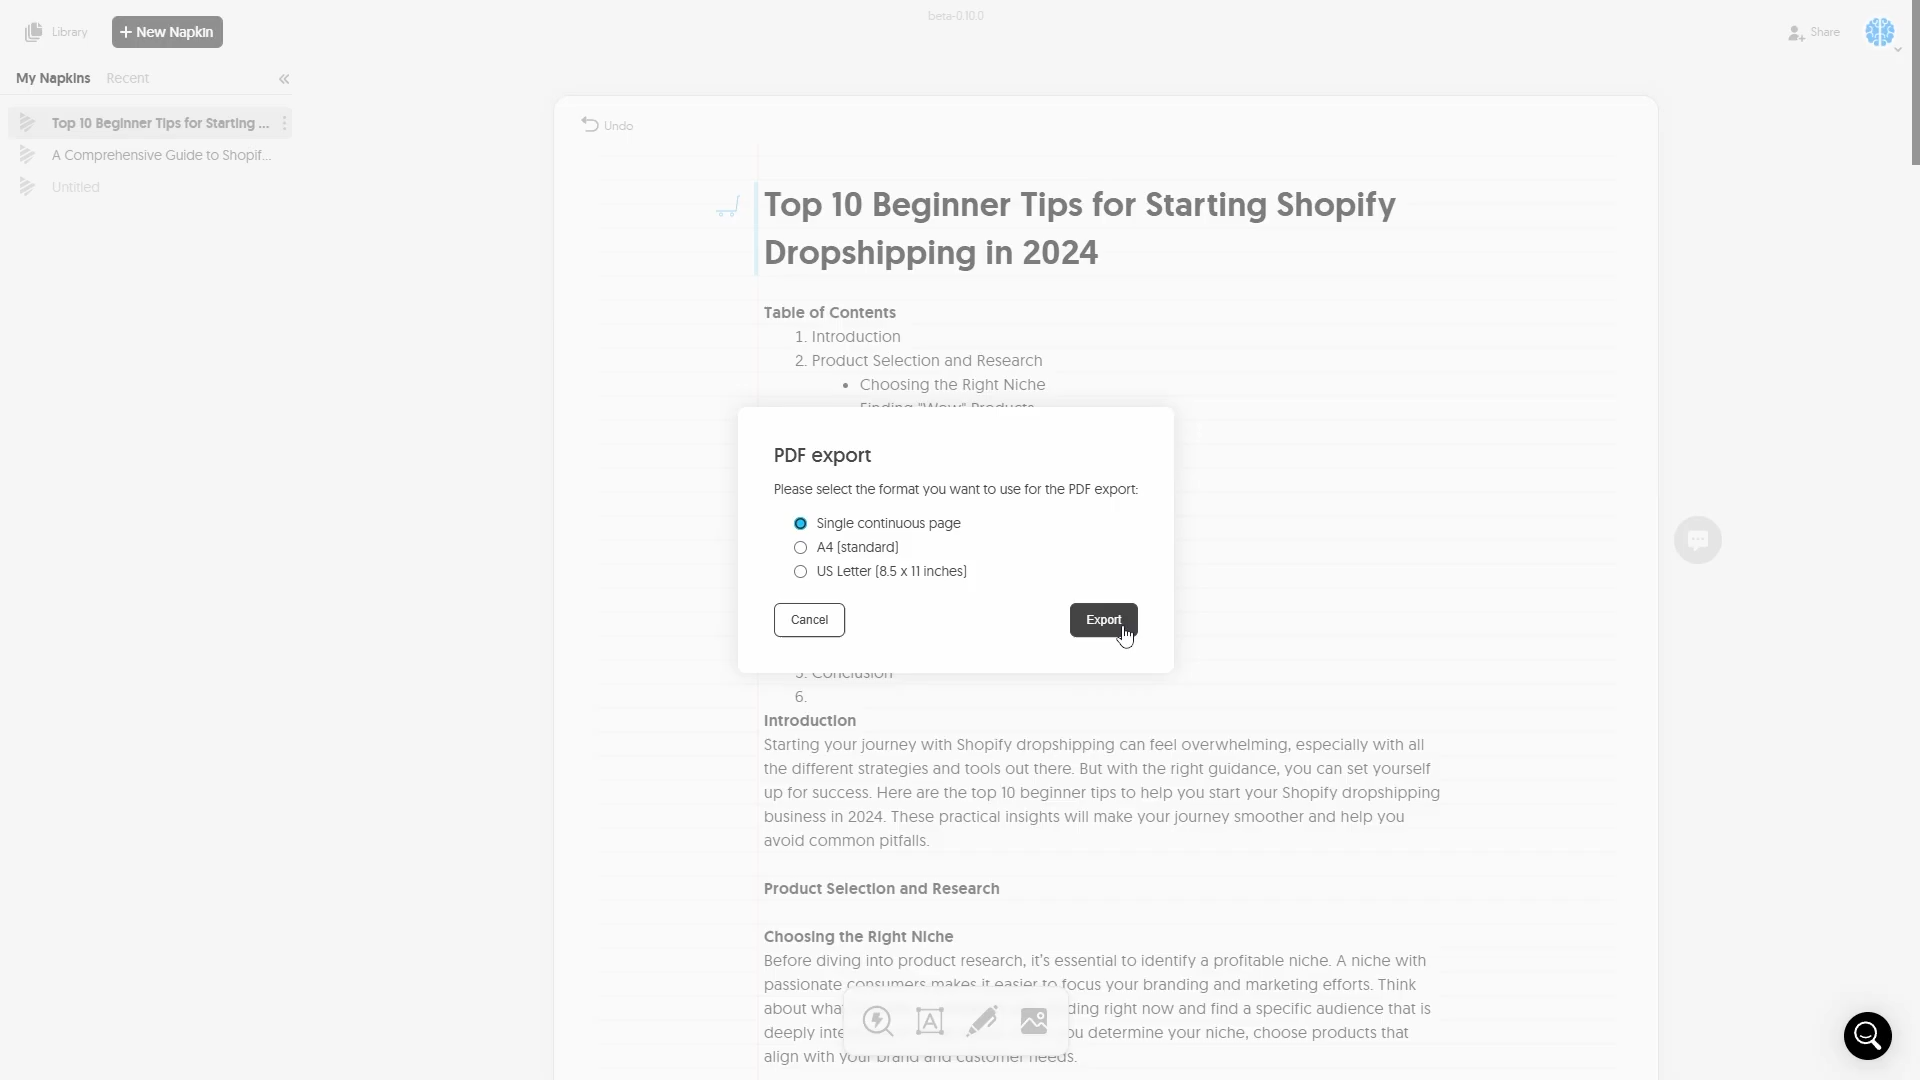 beta-0.10.0
Library
+ New Napkin
Share
My Napkins
Recent
Top 10 Beginner Tips for Starting ...
A Comprehensive Guide to Shopif...
Untitled
Undo
Top 10 Beginner Tips for Starting Shopify
Dropshipping in 2024
Table of Contents
1. Introduction
2. Product Selection and Research
• Choosing the Right Niche
Finding "Wow" Products
PDF export
Please select the format you want to use for the PDF export:
Single continuous page
A4 (standard)
US Letter (8.5 x 11 inches)
Cancel
Export
5. Conclusion
6.
Introduction
Starting your journey with Shopify dropshipping can feel overwhelming, especially with all
the different strategies and tools out there. But with the right guidance, you can set yourself
up for success. Here are the top 10 beginner tips to help you start your Shopify dropshipping
business in 2024. These practical insights will make your journey smoother and help you
avoid common pitfalls.
Product Selection and Research
Choosing the Right Niche
Before diving into product research, it's essential to identify a profitable niche. A niche with
passionate consumers makes it easier to focus your branding and marketing efforts. Think
about right now and find a specific audience that is
deeply determine your niche, choose products that
align with your brand and customer needs.